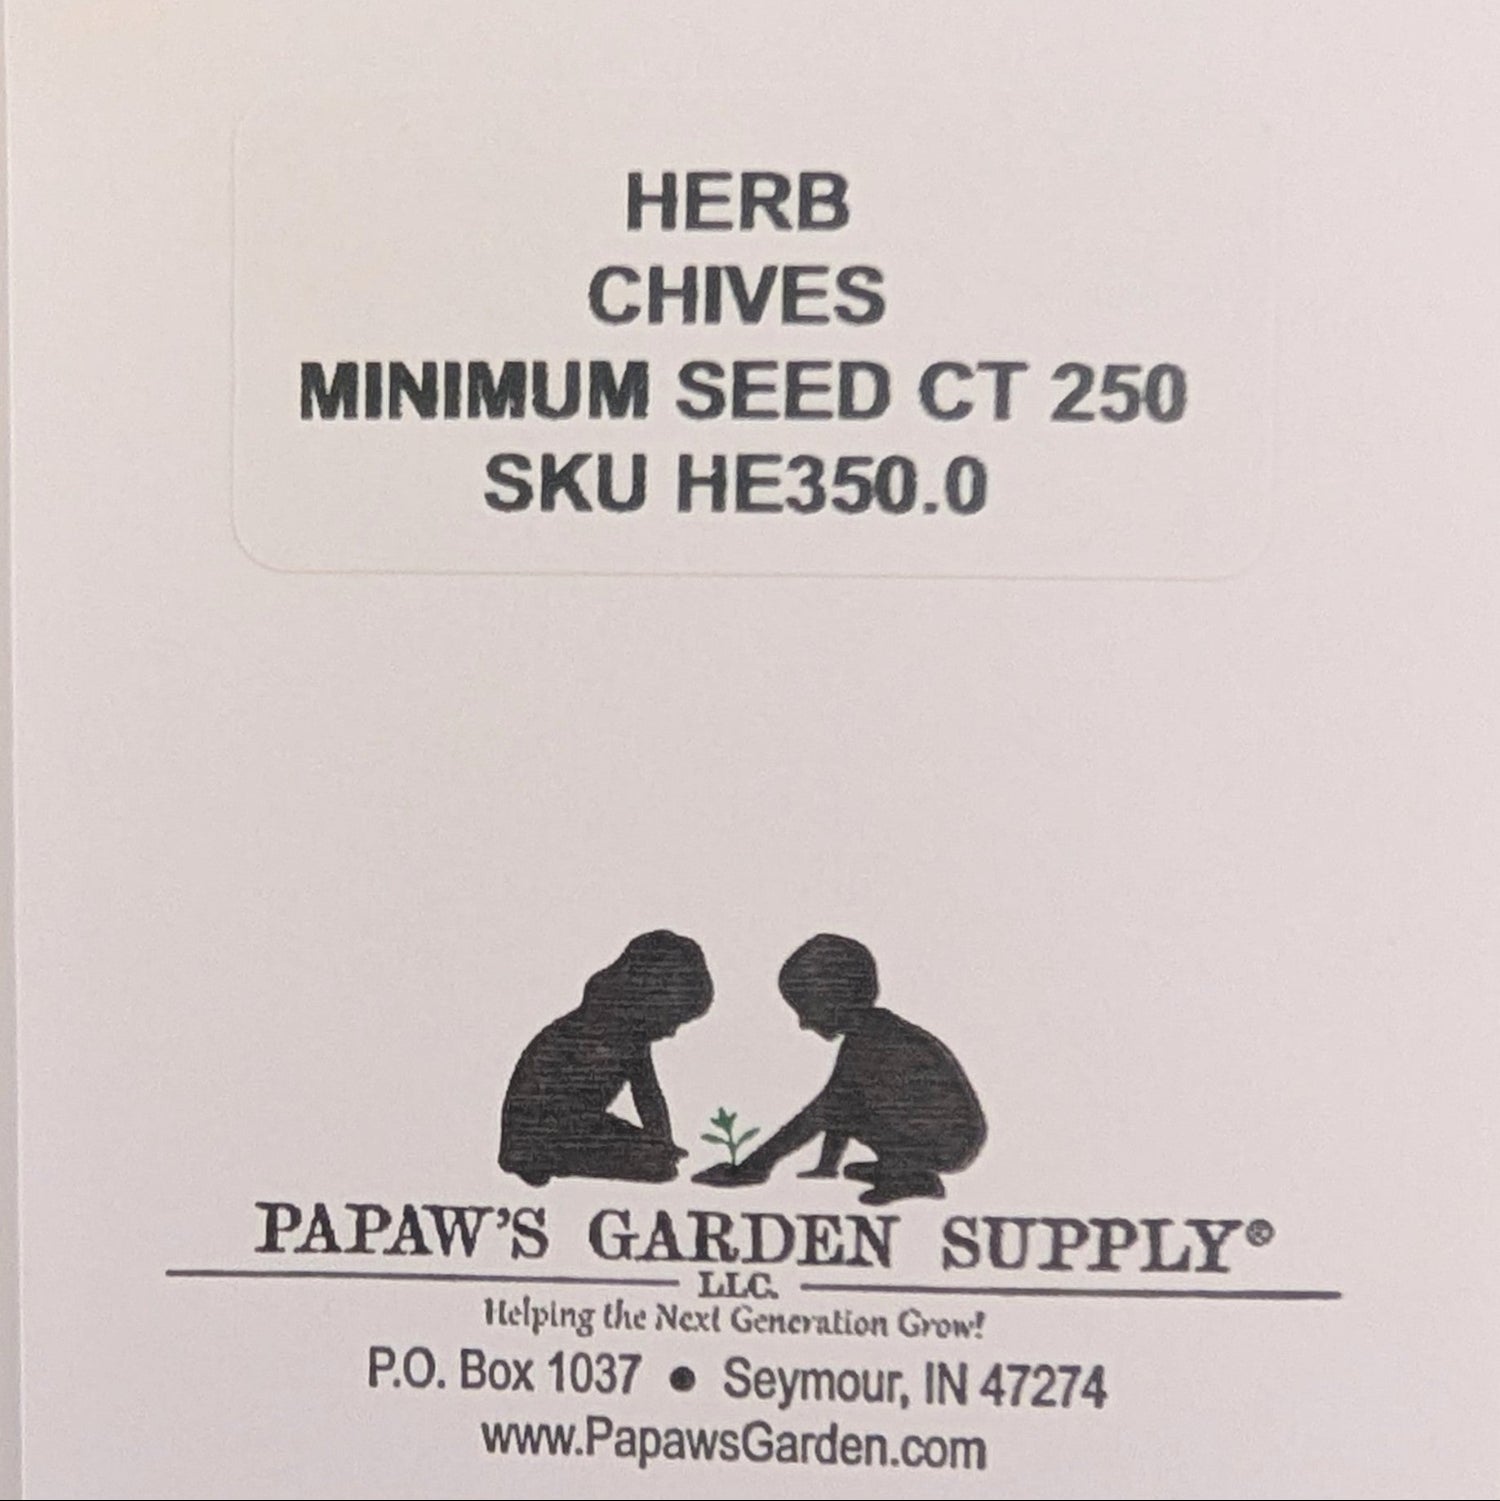 HERB
CHIVES
MINIMUM SEED CT 250
SKU HE350.0
PAPAW'S GARDEN SUPPLY®
LLC.
Helping the Next Generation Grow!
P.O. Box 1037 ● Seymour, IN 47274
www.PapawsGarden.com